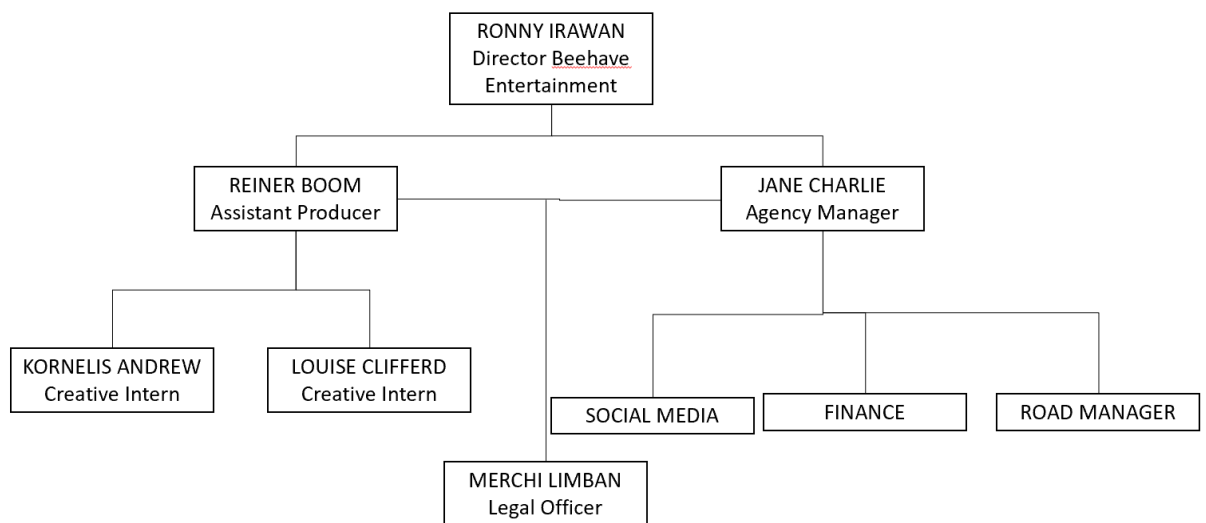 RONNY IRAWAN
Director Beehave
Entertainment
REINER BOOM
Assistant Producer
JANE CHARLIE
Agency Manager
KORNELIS ANDREW
Creative Intern
LOUISE CLIFFERD
Creative Intern
SOCIAL MEDIA
FINANCE
ROAD MANAGER
MERCHI LIMBAN
Legal Officer